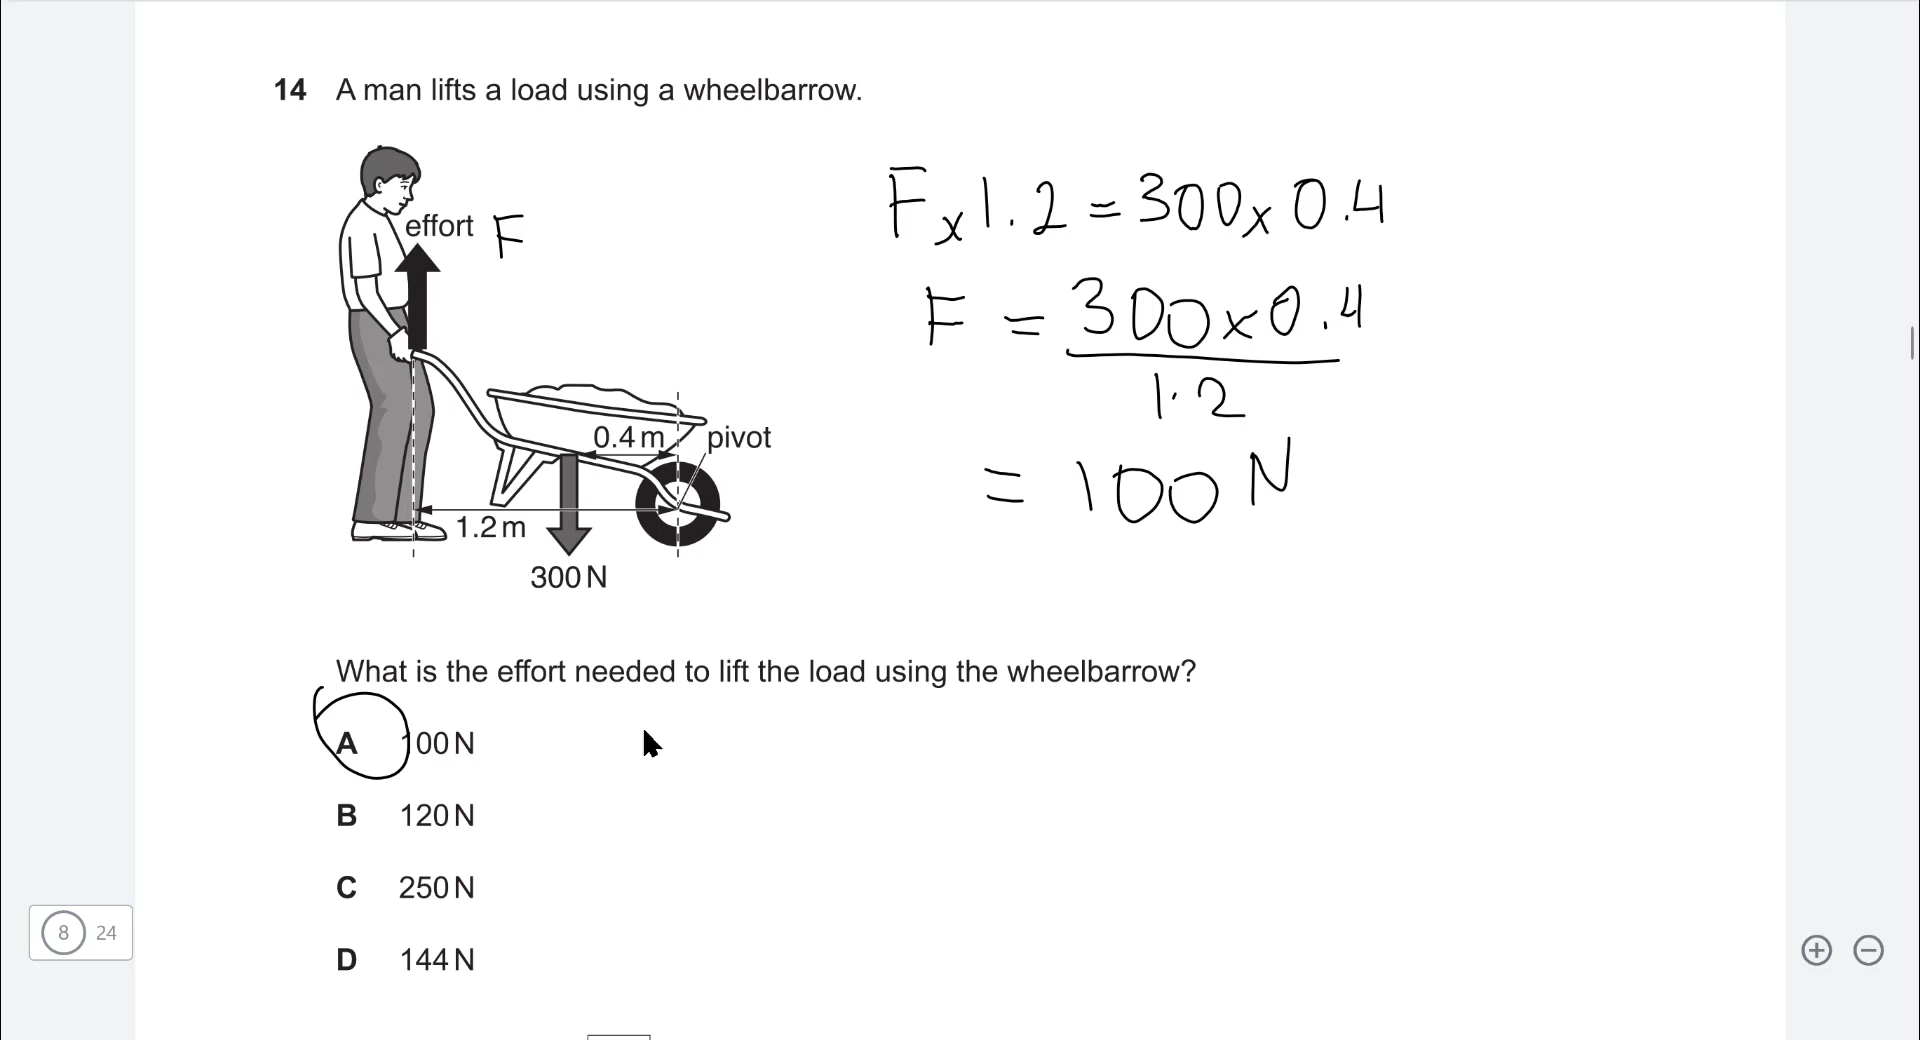 14 A man lifts a load using a wheelbarrow.
effort F
0.4 m
pivot
1.2 m
300 N
F x 1.2 = 300 x 0.4
F = 300 x 0.4
1.2
= 100 N
What is the effort needed to lift the load using the wheelbarrow?
A 100 N
B 120 N
C 250 N
D 144 N
8 24